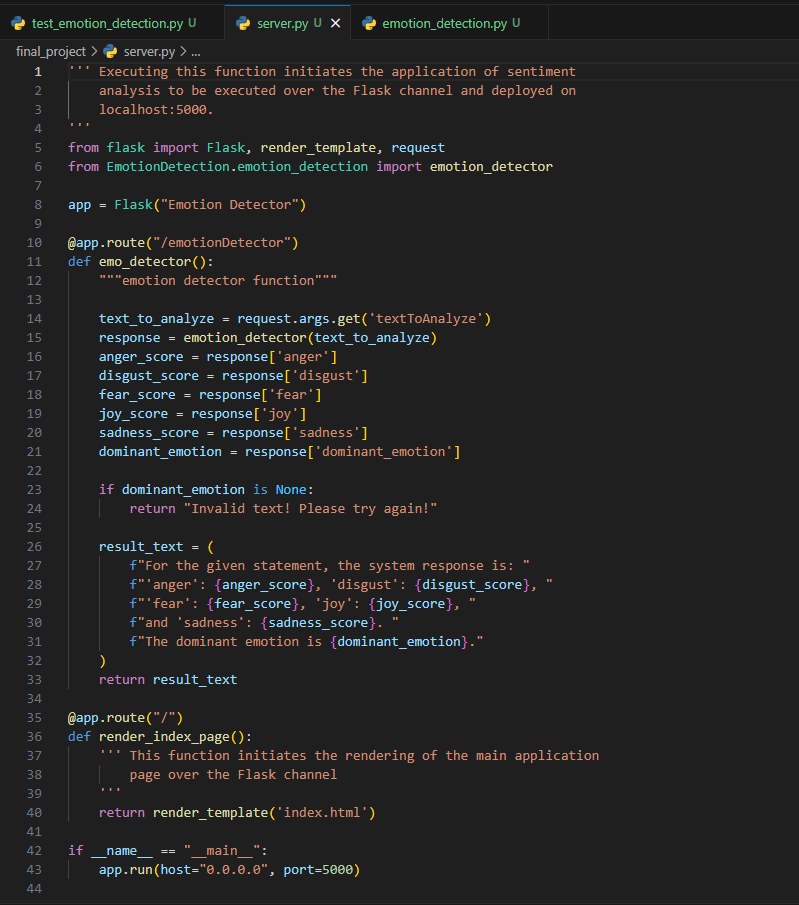 test_emotion_detection.py U server.py U × emotion_detection.py U
final_project > server.py > ...
1 ''' Executing this function initiates the application of sentiment
2     analysis to be executed over the Flask channel and deployed on
3     localhost:5000.
4 '''
5 from flask import Flask, render_template, request
6 from EmotionDetection.emotion_detection import emotion_detector
7
8 app = Flask("Emotion Detector")
9
10 @app.route("/emotionDetector")
11 def emo_detector():
12     """emotion detector function"""
13
14     text_to_analyze = request.args.get('textToAnalyze')
15     response = emotion_detector(text_to_analyze)
16     anger_score = response['anger']
17     disgust_score = response['disgust']
18     fear_score = response['fear']
19     joy_score = response['joy']
20     sadness_score = response['sadness']
21     dominant_emotion = response['dominant_emotion']
22
23     if dominant_emotion is None:
24         return "Invalid text! Please try again!"
25
26     result_text = (
27         f"For the given statement, the system response is: "
28         f"'anger': {anger_score}, 'disgust': {disgust_score}, "
29         f"'fear': {fear_score}, 'joy': {joy_score}, "
30         f"and 'sadness': {sadness_score}. "
31         f"The dominant emotion is {dominant_emotion}."
32     )
33     return result_text
34
35 @app.route("/")
36 def render_index_page():
37     ''' This function initiates the rendering of the main application
38         page over the Flask channel
39     '''
40     return render_template('index.html')
41
42 if __name__ == "__main__":
43     app.run(host="0.0.0.0", port=5000)
44